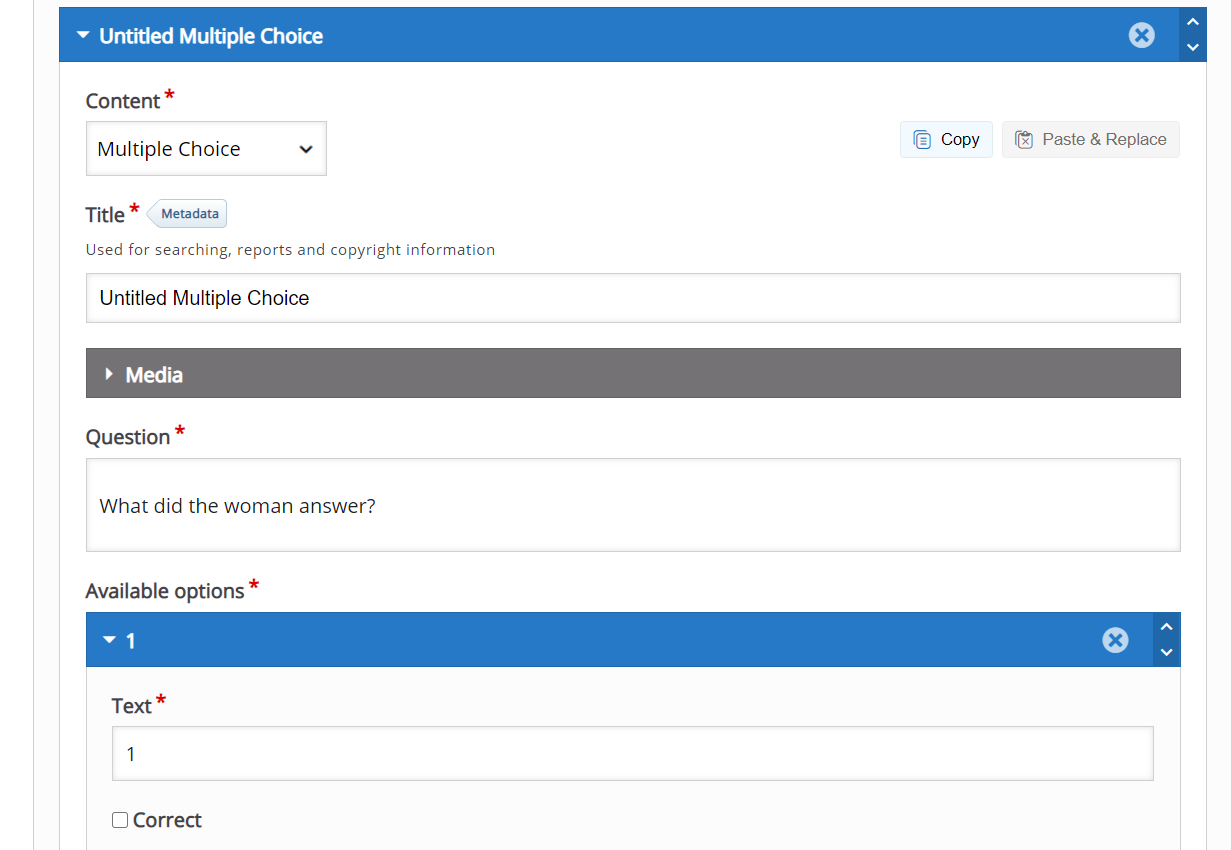 Untitled Multiple Choice
Content *
Multiple Choice
Copy
Paste & Replace
Title *
Metadata
Used for searching, reports and copyright information
Untitled Multiple Choice
Media
Question *
What did the woman answer?
Available options *
1
Text *
1
Correct